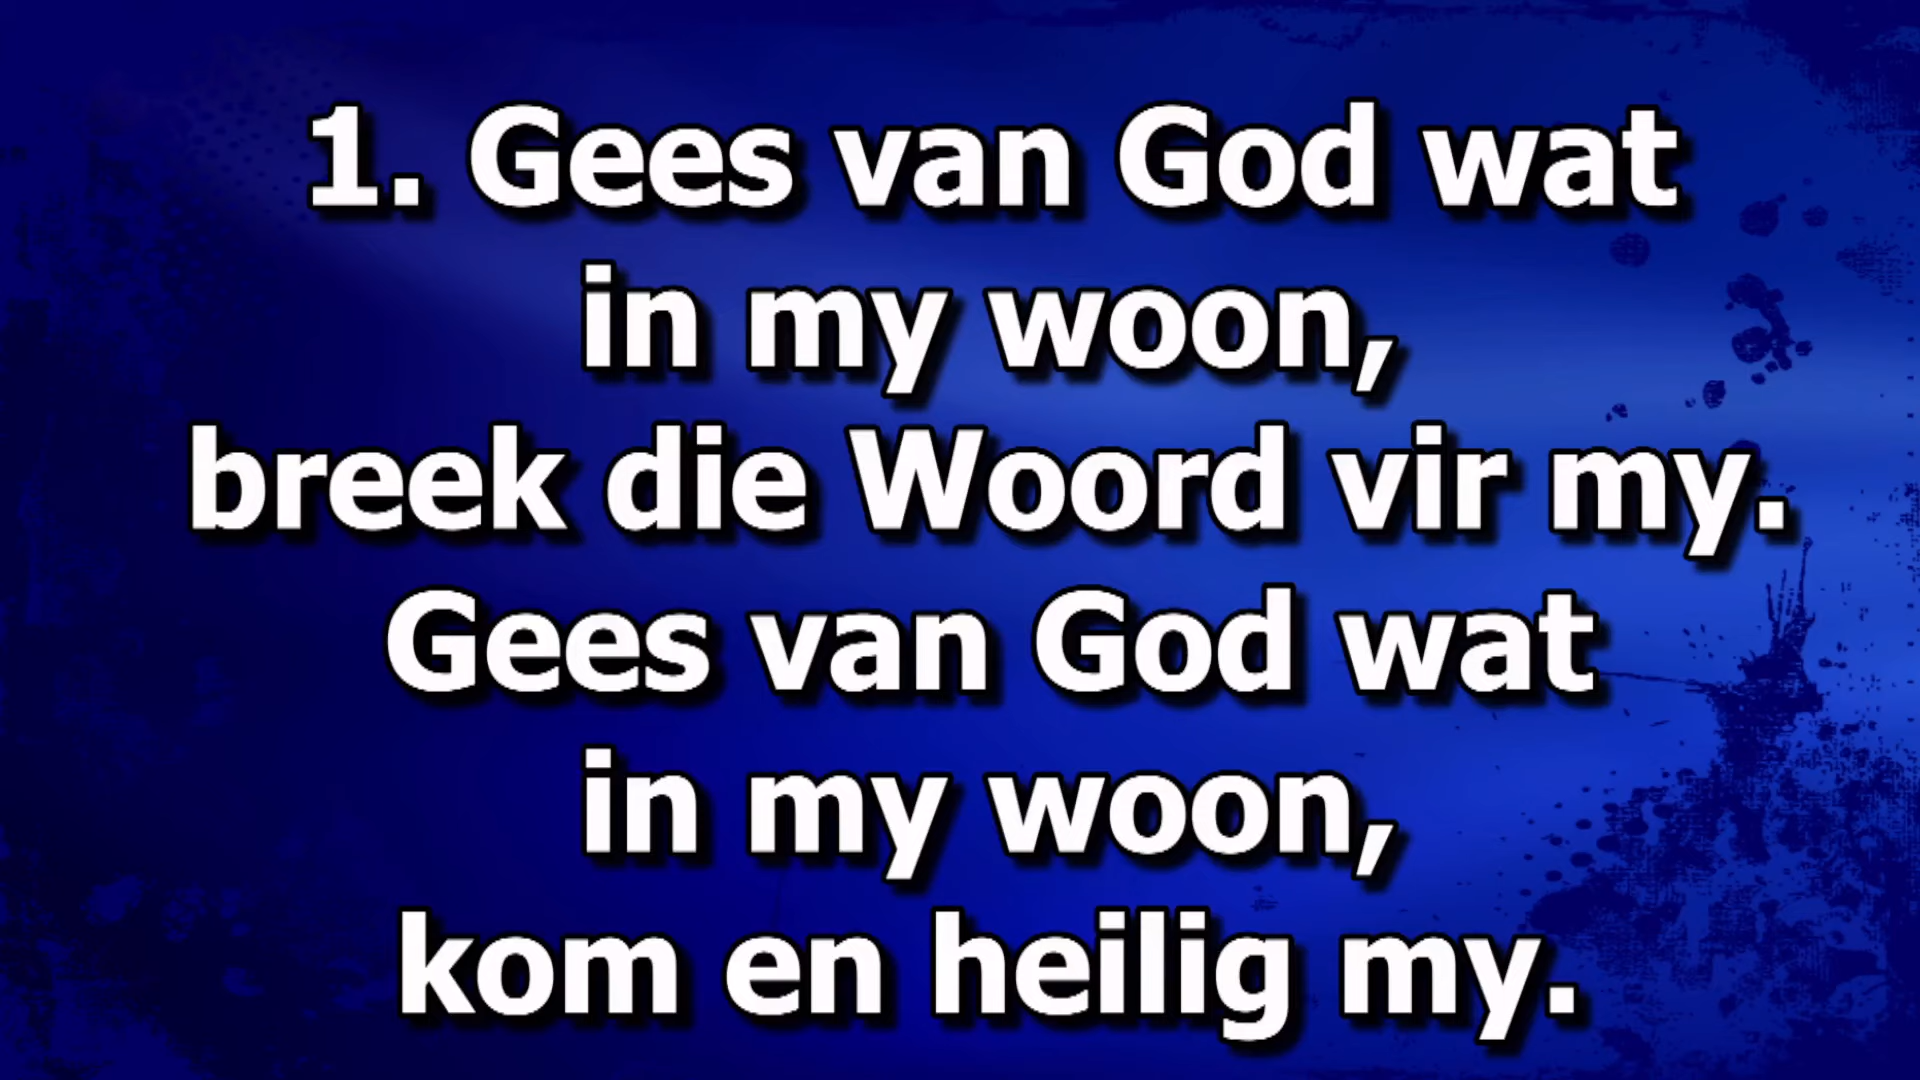 1. Gees van God wat
in my woon,
breek die Woord vir my.
Gees van God wat
in my woon,
kom en heilig my.